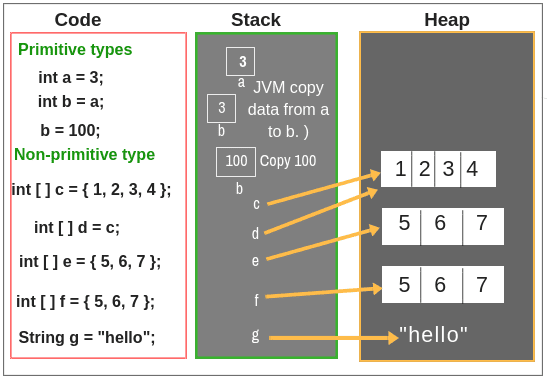 Code
Primitive types
int a = 3;
int b = a;
b = 100;
Non-primitive type
int [ ] c = { 1, 2, 3, 4 };
int [ ] d = c;
int [ ] e = { 5, 6, 7 };
int [ ] f = { 5, 6, 7 };
String g = "hello";
Stack
3
a
JVM copy
data from a
to b. )
3
b
100 Copy 100
b
c
d
e
f
g
Heap
1 2 3 4
5 6 7
5 6 7
"hello"